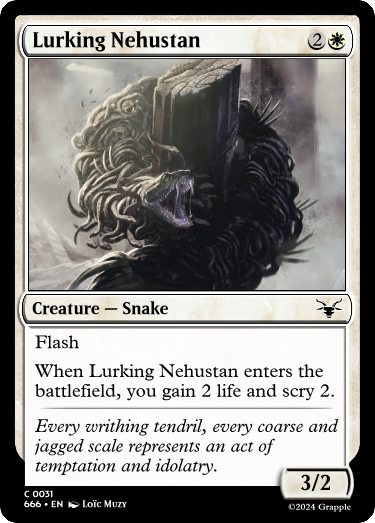 Lurking Nehustan 2
Creature — Snake
Flash
When Lurking Nehustan enters the
battlefield, you gain 2 life and scry 2.
Every writhing tendril, every coarse and
jagged scale represents an act of
temptation and idolatry.
3/2
C 0031
666 • EN Loïc Muzy
©2024 Grapple